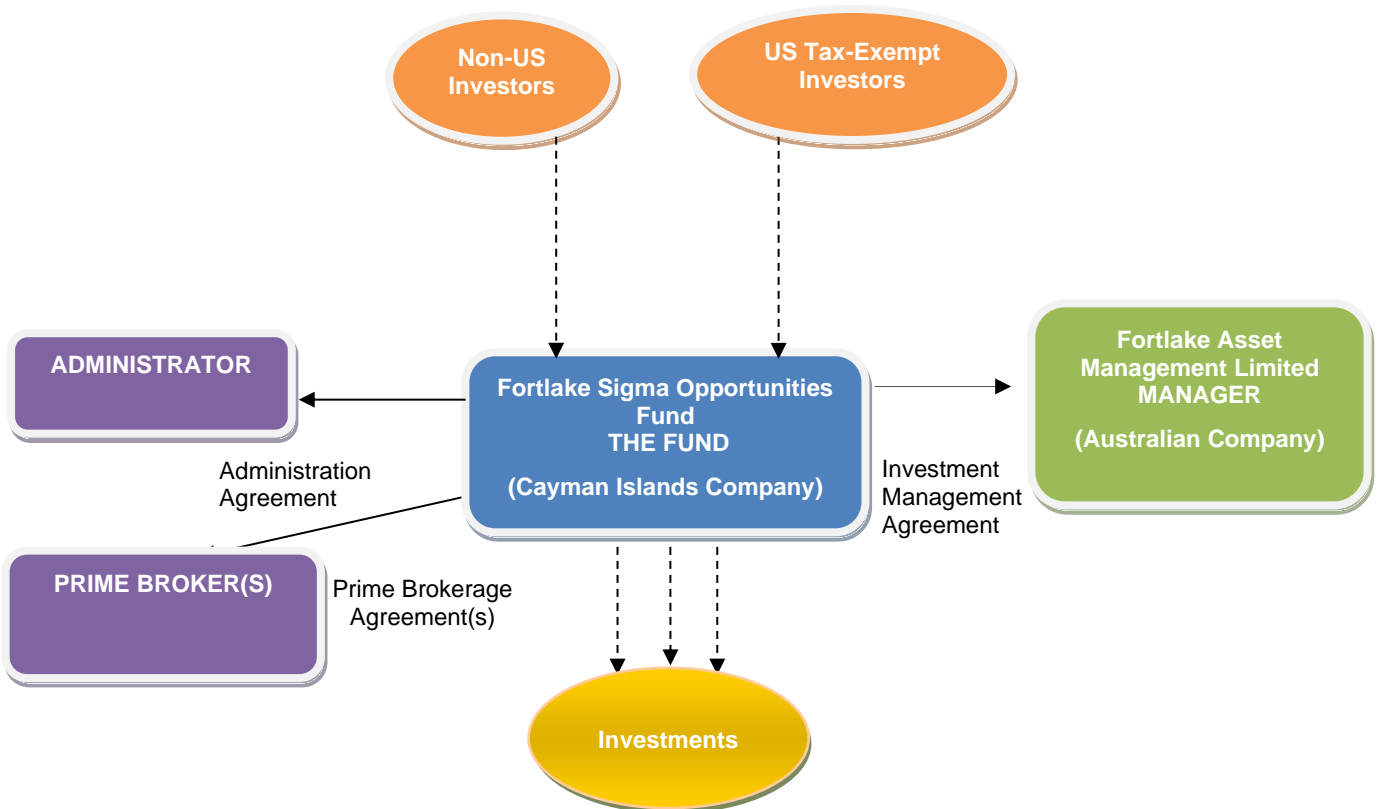 Non-US
Investors
US Tax-Exempt
Investors
ADMINISTRATOR
Fortlake Sigma Opportunities
Fund
THE FUND
(Cayman Islands Company)
Fortlake Asset
Management Limited
MANAGER
(Australian Company)
Administration
Agreement
Investment
Management
Agreement
PRIME BROKER(S)
Prime Brokerage
Agreement(s)
Investments